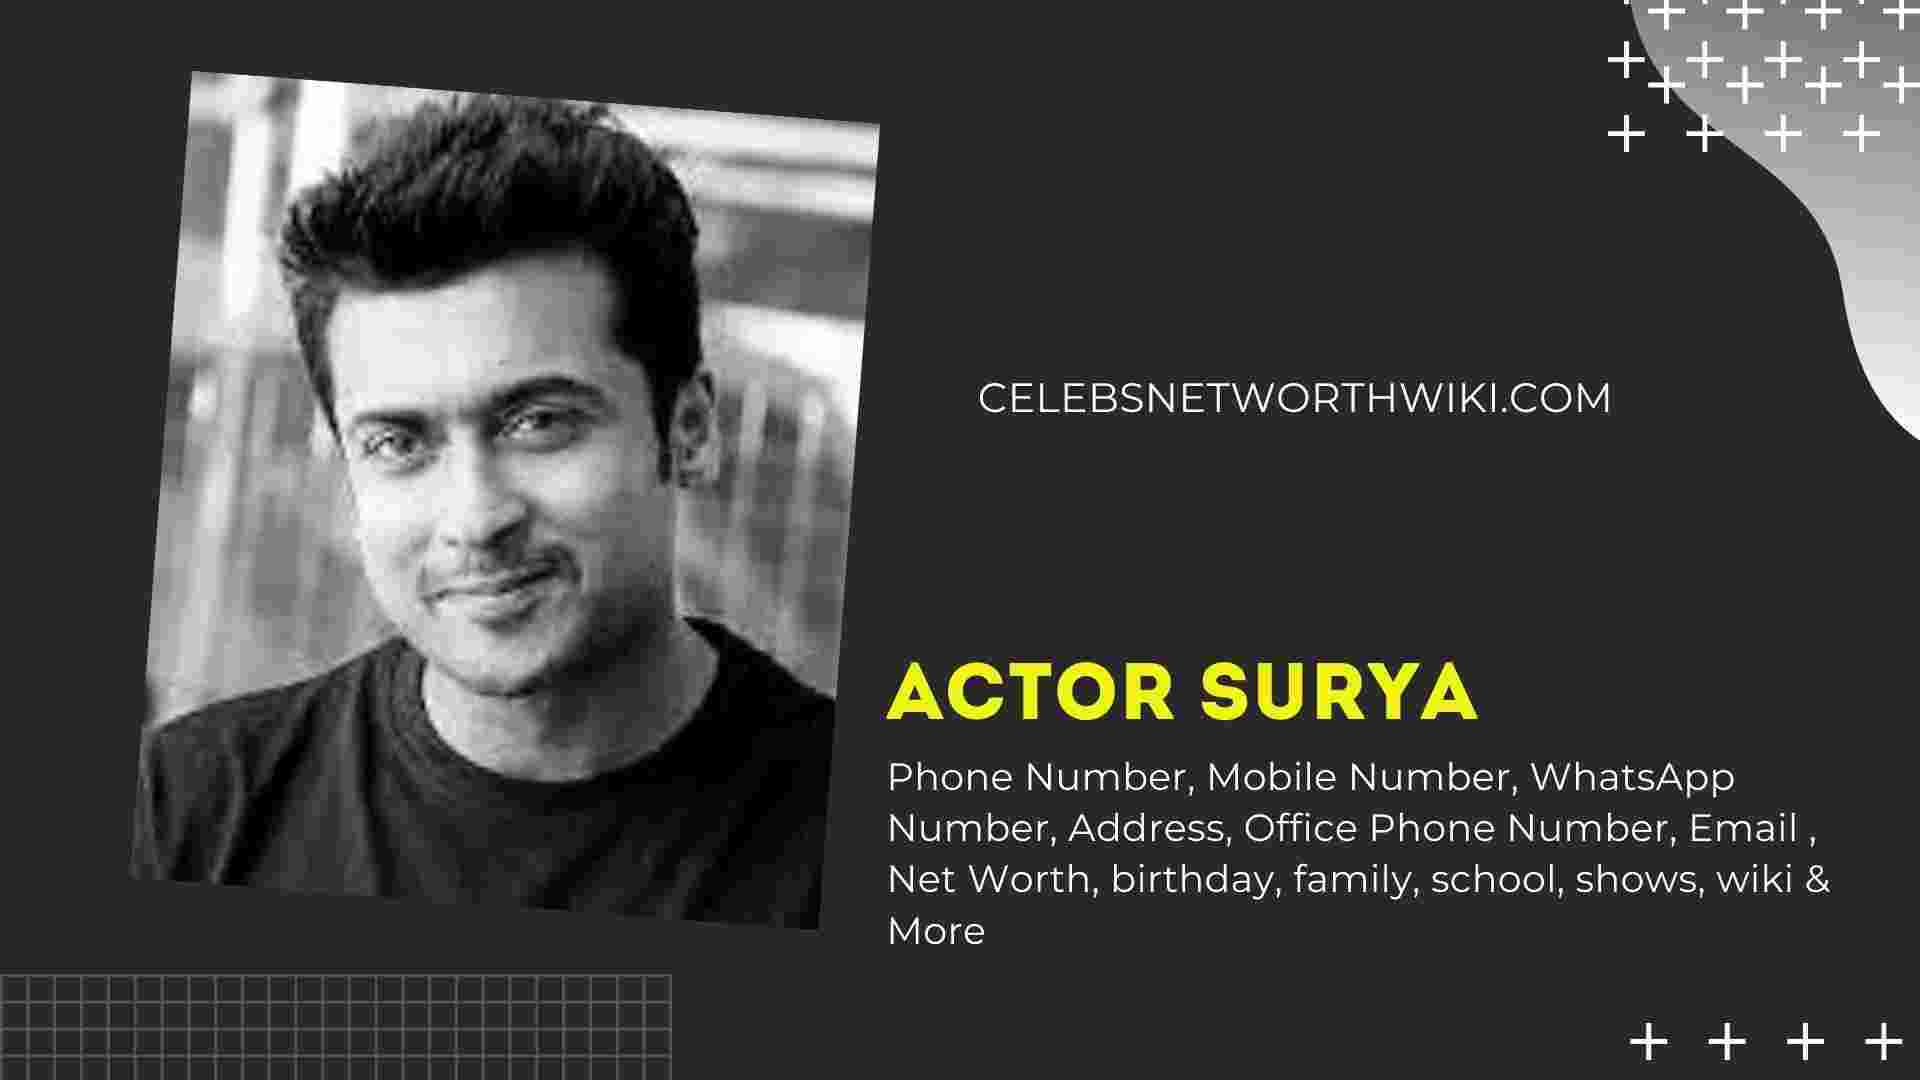 CELEBSNETWORTHWIKI.COM
ACTOR SURYA
Phone Number, Mobile Number, WhatsApp
Number, Address, Office Phone Number, Email ,
Net Worth, birthday, family, school, shows, wiki &
More